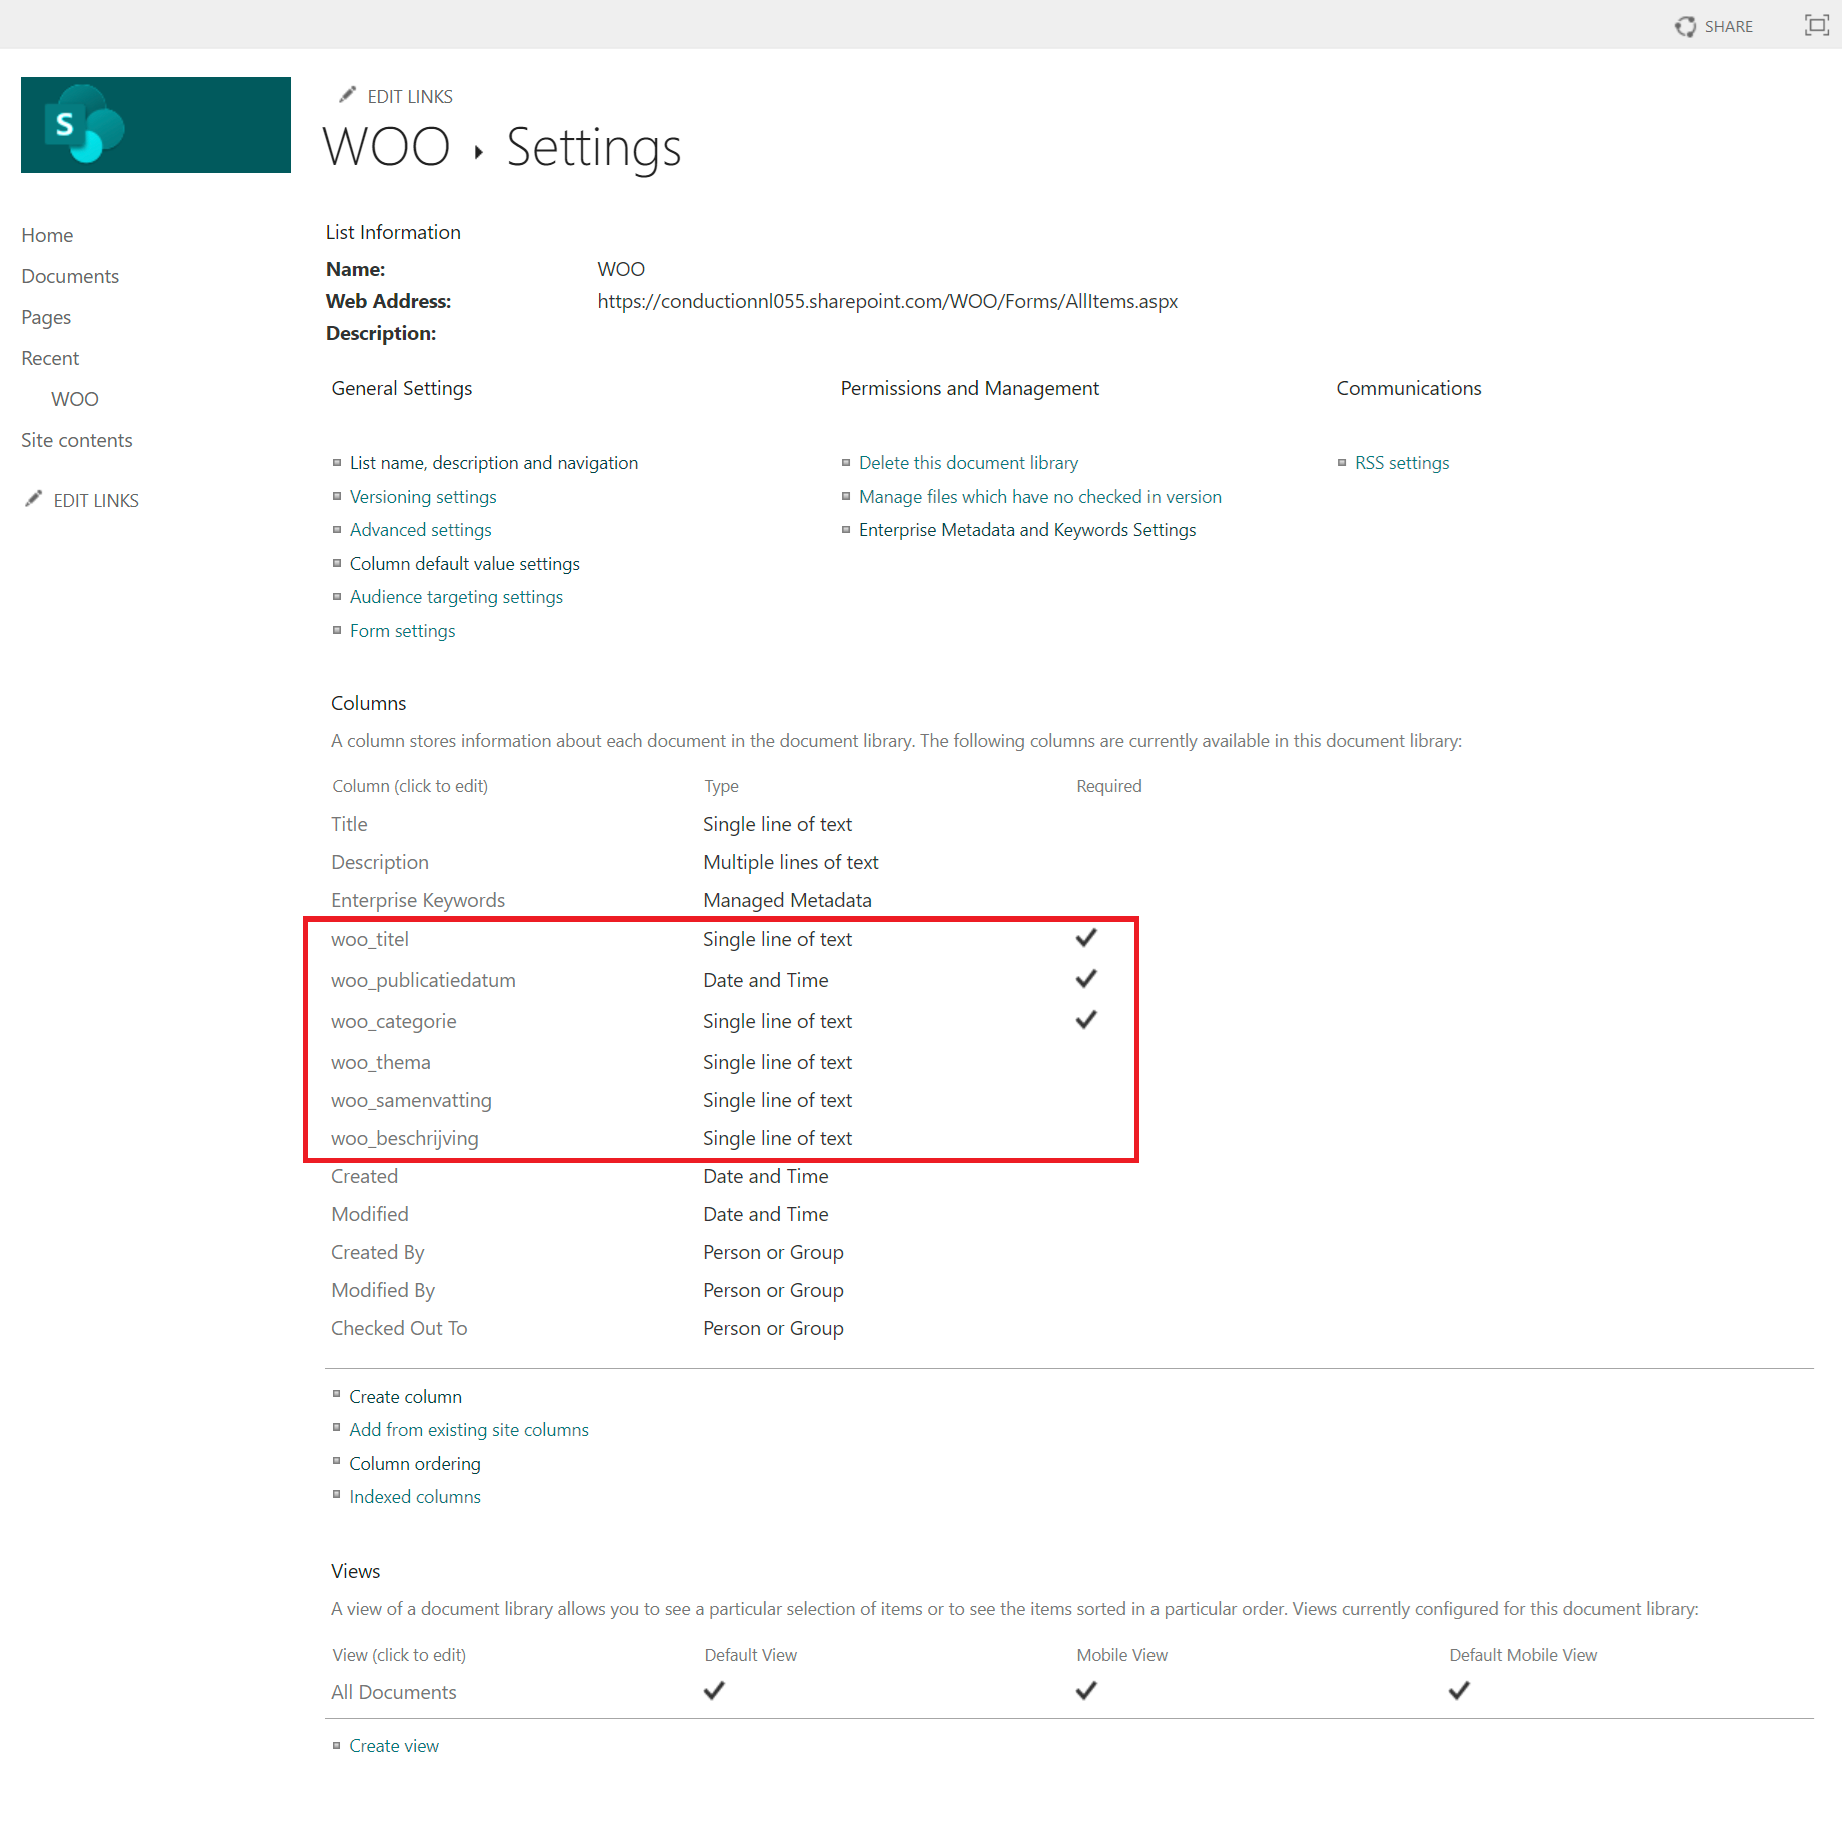 SHARE
S
EDIT LINKS
WOO ▸ Settings
Home
Documents
Pages
Recent
WOO
Site contents
EDIT LINKS
List Information
Name: WOO
Web Address: https://conductionnl055.sharepoint.com/WOO/Forms/AllItems.aspx
Description:
General Settings Permissions and Management Communications
List name, description and navigation Delete this document library RSS settings
Versioning settings Manage files which have no checked in version
Advanced settings Enterprise Metadata and Keywords Settings
Column default value settings
Audience targeting settings
Form settings
Columns
A column stores information about each document in the document library. The following columns are currently available in this document library:
Column (click to edit) Type Required
Title Single line of text
Description Multiple lines of text
Enterprise Keywords Managed Metadata
woo_titel Single line of text ✓
woo_publicatiedatum Date and Time ✓
woo_categorie Single line of text ✓
woo_thema Single line of text
woo_samenvatting Single line of text
woo_beschrijving Single line of text
Created Date and Time
Modified Date and Time
Created By Person or Group
Modified By Person or Group
Checked Out To Person or Group
Create column
Add from existing site columns
Column ordering
Indexed columns
Views
A view of a document library allows you to see a particular selection of items or to see the items sorted in a particular order. Views currently configured for this document library:
View (click to edit) Default View Mobile View Default Mobile View
All Documents ✓ ✓ ✓
Create view